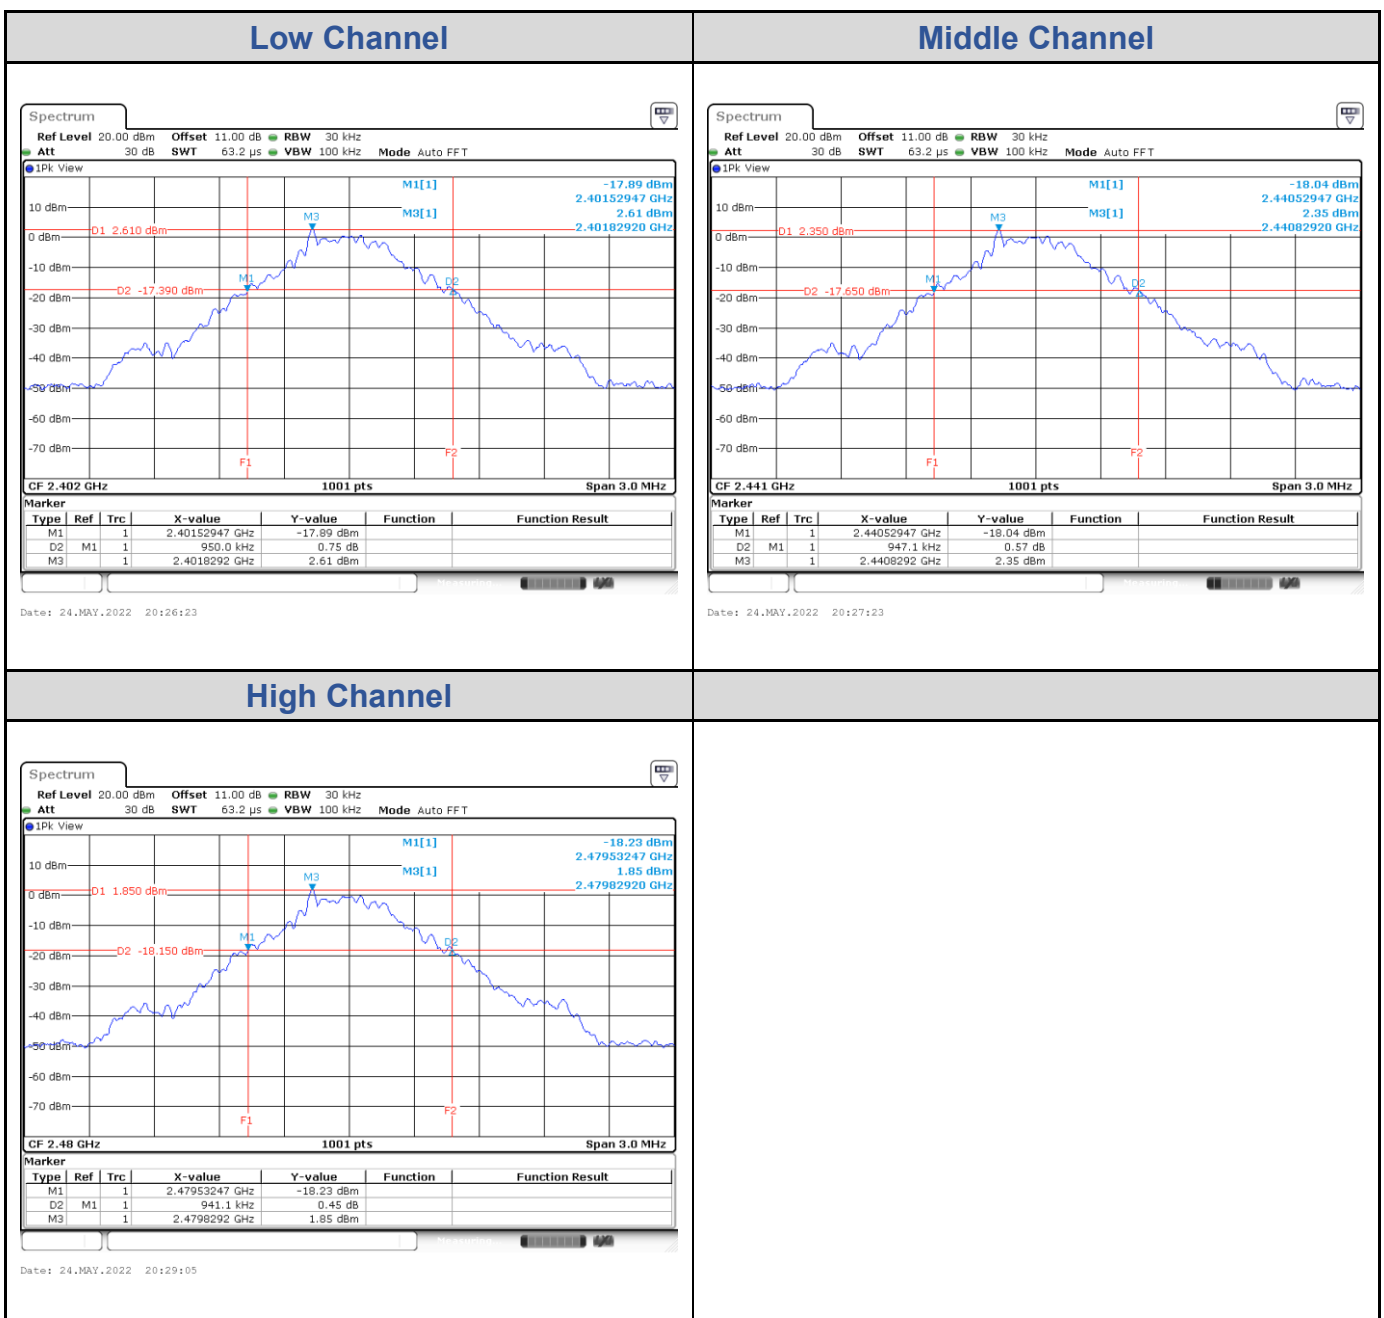 Low Channel
Spectrum
Ref Level 20.00 dBm Offset 11.00 dB RBW 30 kHz
Att 30 dB SWT 63.2 µs VBW 100 kHz Mode Auto FFT
1Pk View
M1[1] -17.89 dBm
2.40152947 GHz
M3[1] 2.61 dBm
2.40182920 GHz
10 dBm
M3
D1 2.610 dBm
0 dBm
-10 dBm
M1
D2
D2 -17.390 dBm
-20 dBm
-30 dBm
-40 dBm
-50 dBm
-60 dBm
-70 dBm
F1
F2
CF 2.402 GHz 1001 pts Span 3.0 MHz
Marker
Type Ref Trc X-value Y-value Function Function Result
M1 1 2.40152947 GHz -17.89 dBm
D2 M1 1 950.0 kHz 0.75 dB
M3 1 2.4018292 GHz 2.61 dBm
Measuring...
Date: 24.MAY.2022 20:26:23
Middle Channel
Spectrum
Ref Level 20.00 dBm Offset 11.00 dB RBW 30 kHz
Att 30 dB SWT 63.2 µs VBW 100 kHz Mode Auto FFT
1Pk View
M1[1] -18.04 dBm
2.44052947 GHz
M3[1] 2.35 dBm
2.44082920 GHz
10 dBm
M3
D1 2.350 dBm
0 dBm
-10 dBm
M1
D2
D2 -17.650 dBm
-20 dBm
-30 dBm
-40 dBm
-50 dBm
-60 dBm
-70 dBm
F1
F2
CF 2.441 GHz 1001 pts Span 3.0 MHz
Marker
Type Ref Trc X-value Y-value Function Function Result
M1 1 2.44052947 GHz -18.04 dBm
D2 M1 1 947.1 kHz 0.57 dB
M3 1 2.4408292 GHz 2.35 dBm
Measuring...
Date: 24.MAY.2022 20:27:23
High Channel
Spectrum
Ref Level 20.00 dBm Offset 11.00 dB RBW 30 kHz
Att 30 dB SWT 63.2 µs VBW 100 kHz Mode Auto FFT
1Pk View
M1[1] -18.23 dBm
2.47953247 GHz
M3[1] 1.85 dBm
2.47982920 GHz
10 dBm
M3
D1 1.850 dBm
0 dBm
-10 dBm
M1
D2
D2 -18.150 dBm
-20 dBm
-30 dBm
-40 dBm
-50 dBm
-60 dBm
-70 dBm
F1
F2
CF 2.48 GHz 1001 pts Span 3.0 MHz
Marker
Type Ref Trc X-value Y-value Function Function Result
M1 1 2.47953247 GHz -18.23 dBm
D2 M1 1 941.1 kHz 0.45 dB
M3 1 2.4798292 GHz 1.85 dBm
Measuring...
Date: 24.MAY.2022 20:29:05